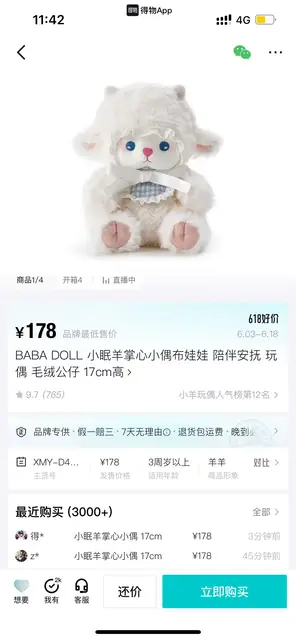 11:42
得物 得物App
4G
商品1/4 开箱4 直播中
¥178 品牌最低售价
618好价
6.03-6.18
BABA DOLL 小眠羊掌心小偶布娃娃 陪伴安抚 玩
偶 毛绒公仔 17cm高 >
9.7 (765)
小羊玩偶人气榜第12名 >
品牌专供 · 假一赔三 · 7天无理由 · 退货包运费 · 晚到必
XMY-D4... ¥178 3周岁以上 羊羊 对比 >
主货号 发售价格 适用年龄
最近购买 (3000+) 全部 >
得* 小眠羊掌心小偶 17cm ¥178 3分钟前
z* 小眠羊掌心小偶 17cm ¥178 45分钟前
2k
想要 我有 客服 还价 立即购买